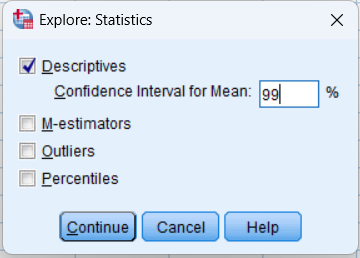 Explore: Statistics
Descriptives
Confidence Interval for Mean: 99 %
M-estimators
Outliers
Percentiles
Continue Cancel Help